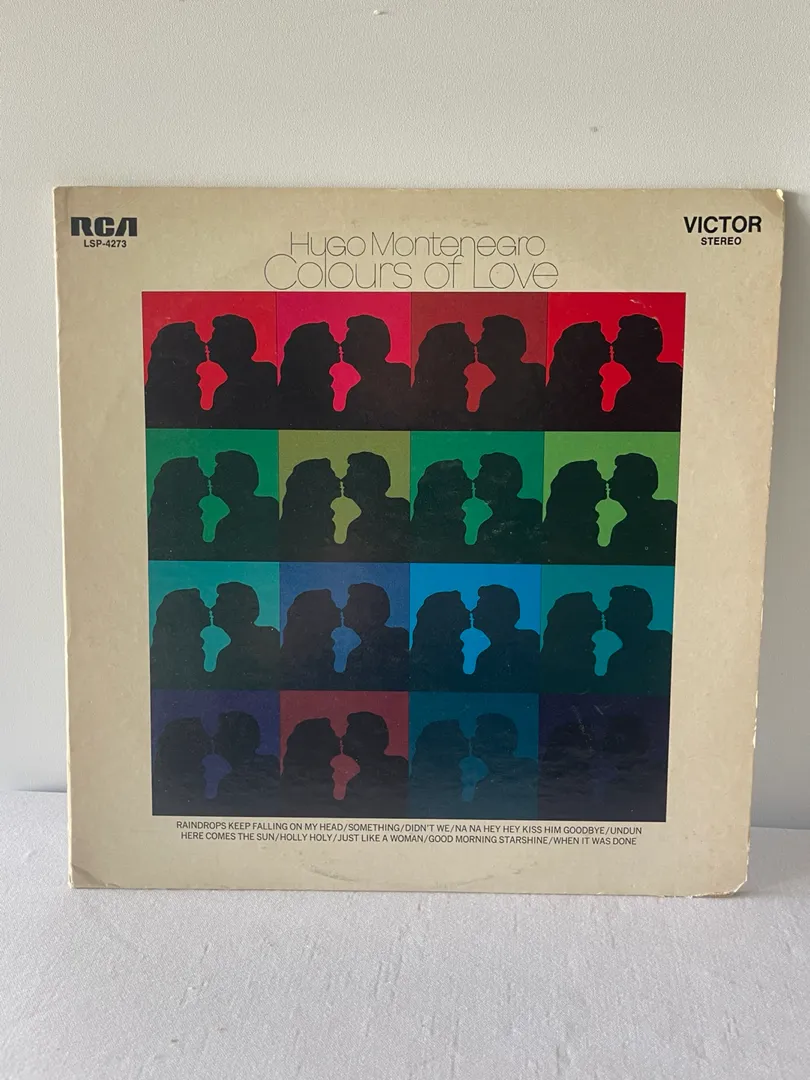 RCA
LSP-4273
VICTOR
STEREO
Hugo Montenegro
Colours of Love
RAINDROPS KEEP FALLING ON MY HEAD/SOMETHING/DIDN'T WE/NA NA HEY HEY KISS HIM GOODBYE/UNDUN
HERE COMES THE SUN/HOLLY HOLY/JUST LIKE A WOMAN/GOOD MORNING STARSHINE/WHEN IT WAS DONE